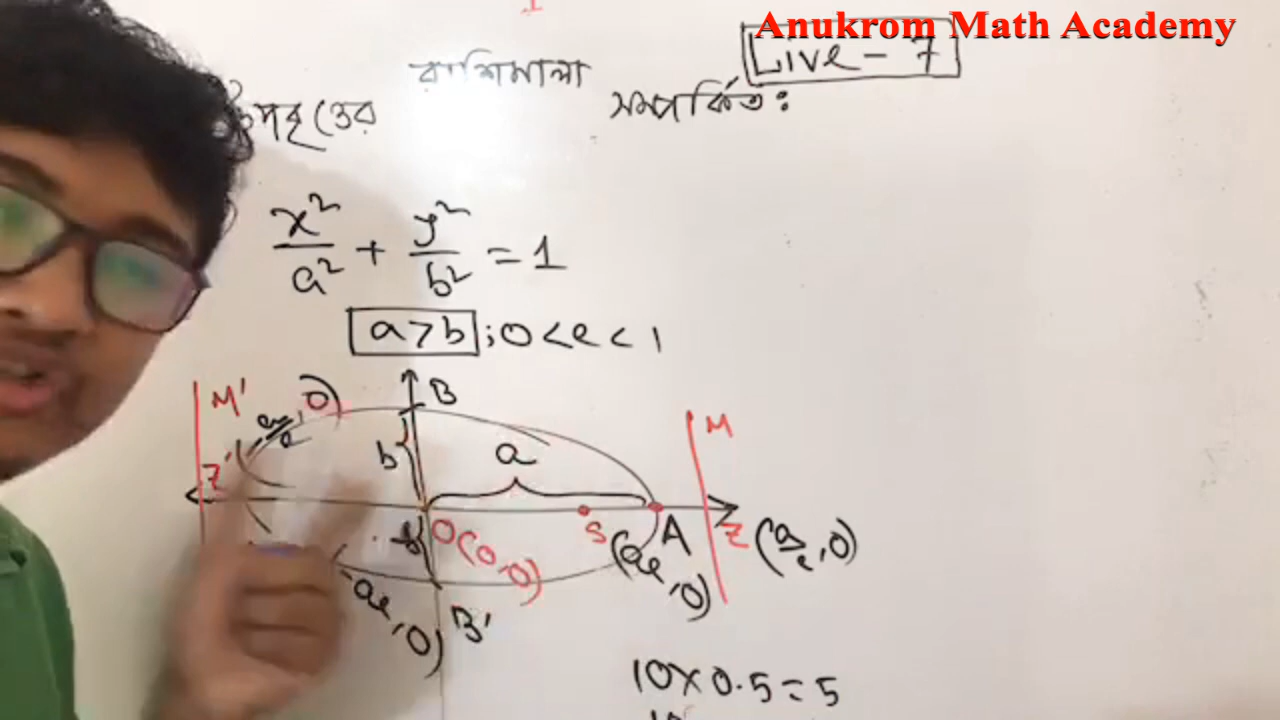 Anukrom Math Academy
Live - 7
রাশিমালা
উপবৃত্তের
সম্পর্কিত :
x²/a² + y²/b² = 1
a > b ; 0 < e < 1
M'
B
M
b
a
Z'
O(0,0)
S
A
Z
(a/e, 0)
(ae, 0)
b
-ae, 0)
B'
10 × 0.5 = 5